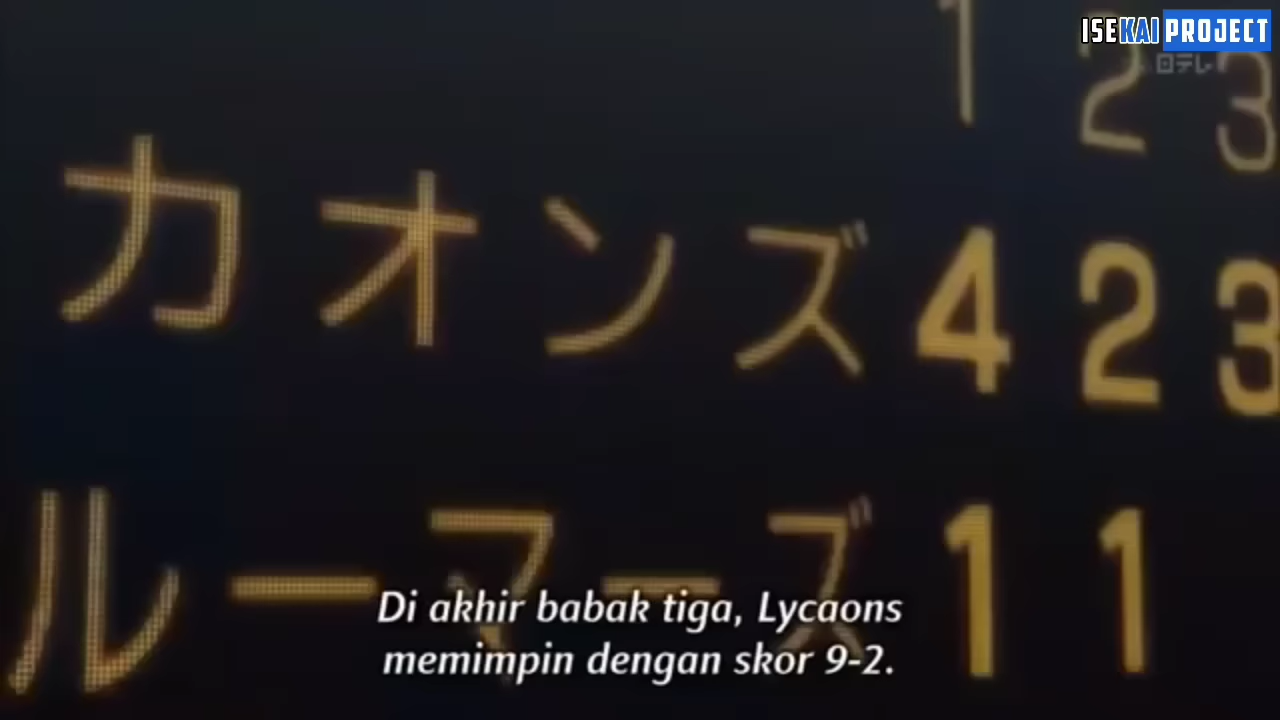 ISEKAI PROJECT
日テレ
1 2 3
カオンズ 4 2 3
ルーマーズ 1 1
Di akhir babak tiga, Lycaons
memimpin dengan skor 9-2.